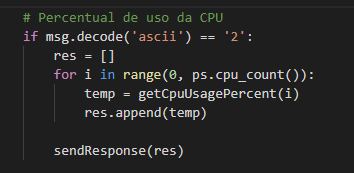 # Percentual de uso da CPU
if msg.decode('ascii') == '2':
    res = []
    for i in range(0, ps.cpu_count()):
        temp = getCpuUsagePercent(i)
        res.append(temp)

    sendResponse(res)